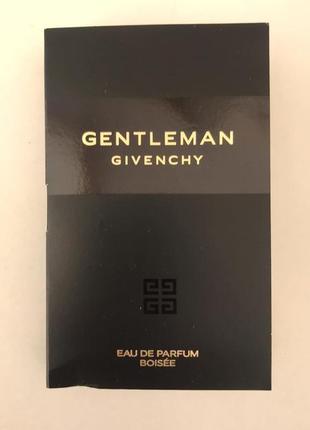 GENTLEMAN
GIVENCHY
EAU DE PARFUM
BOISÉE